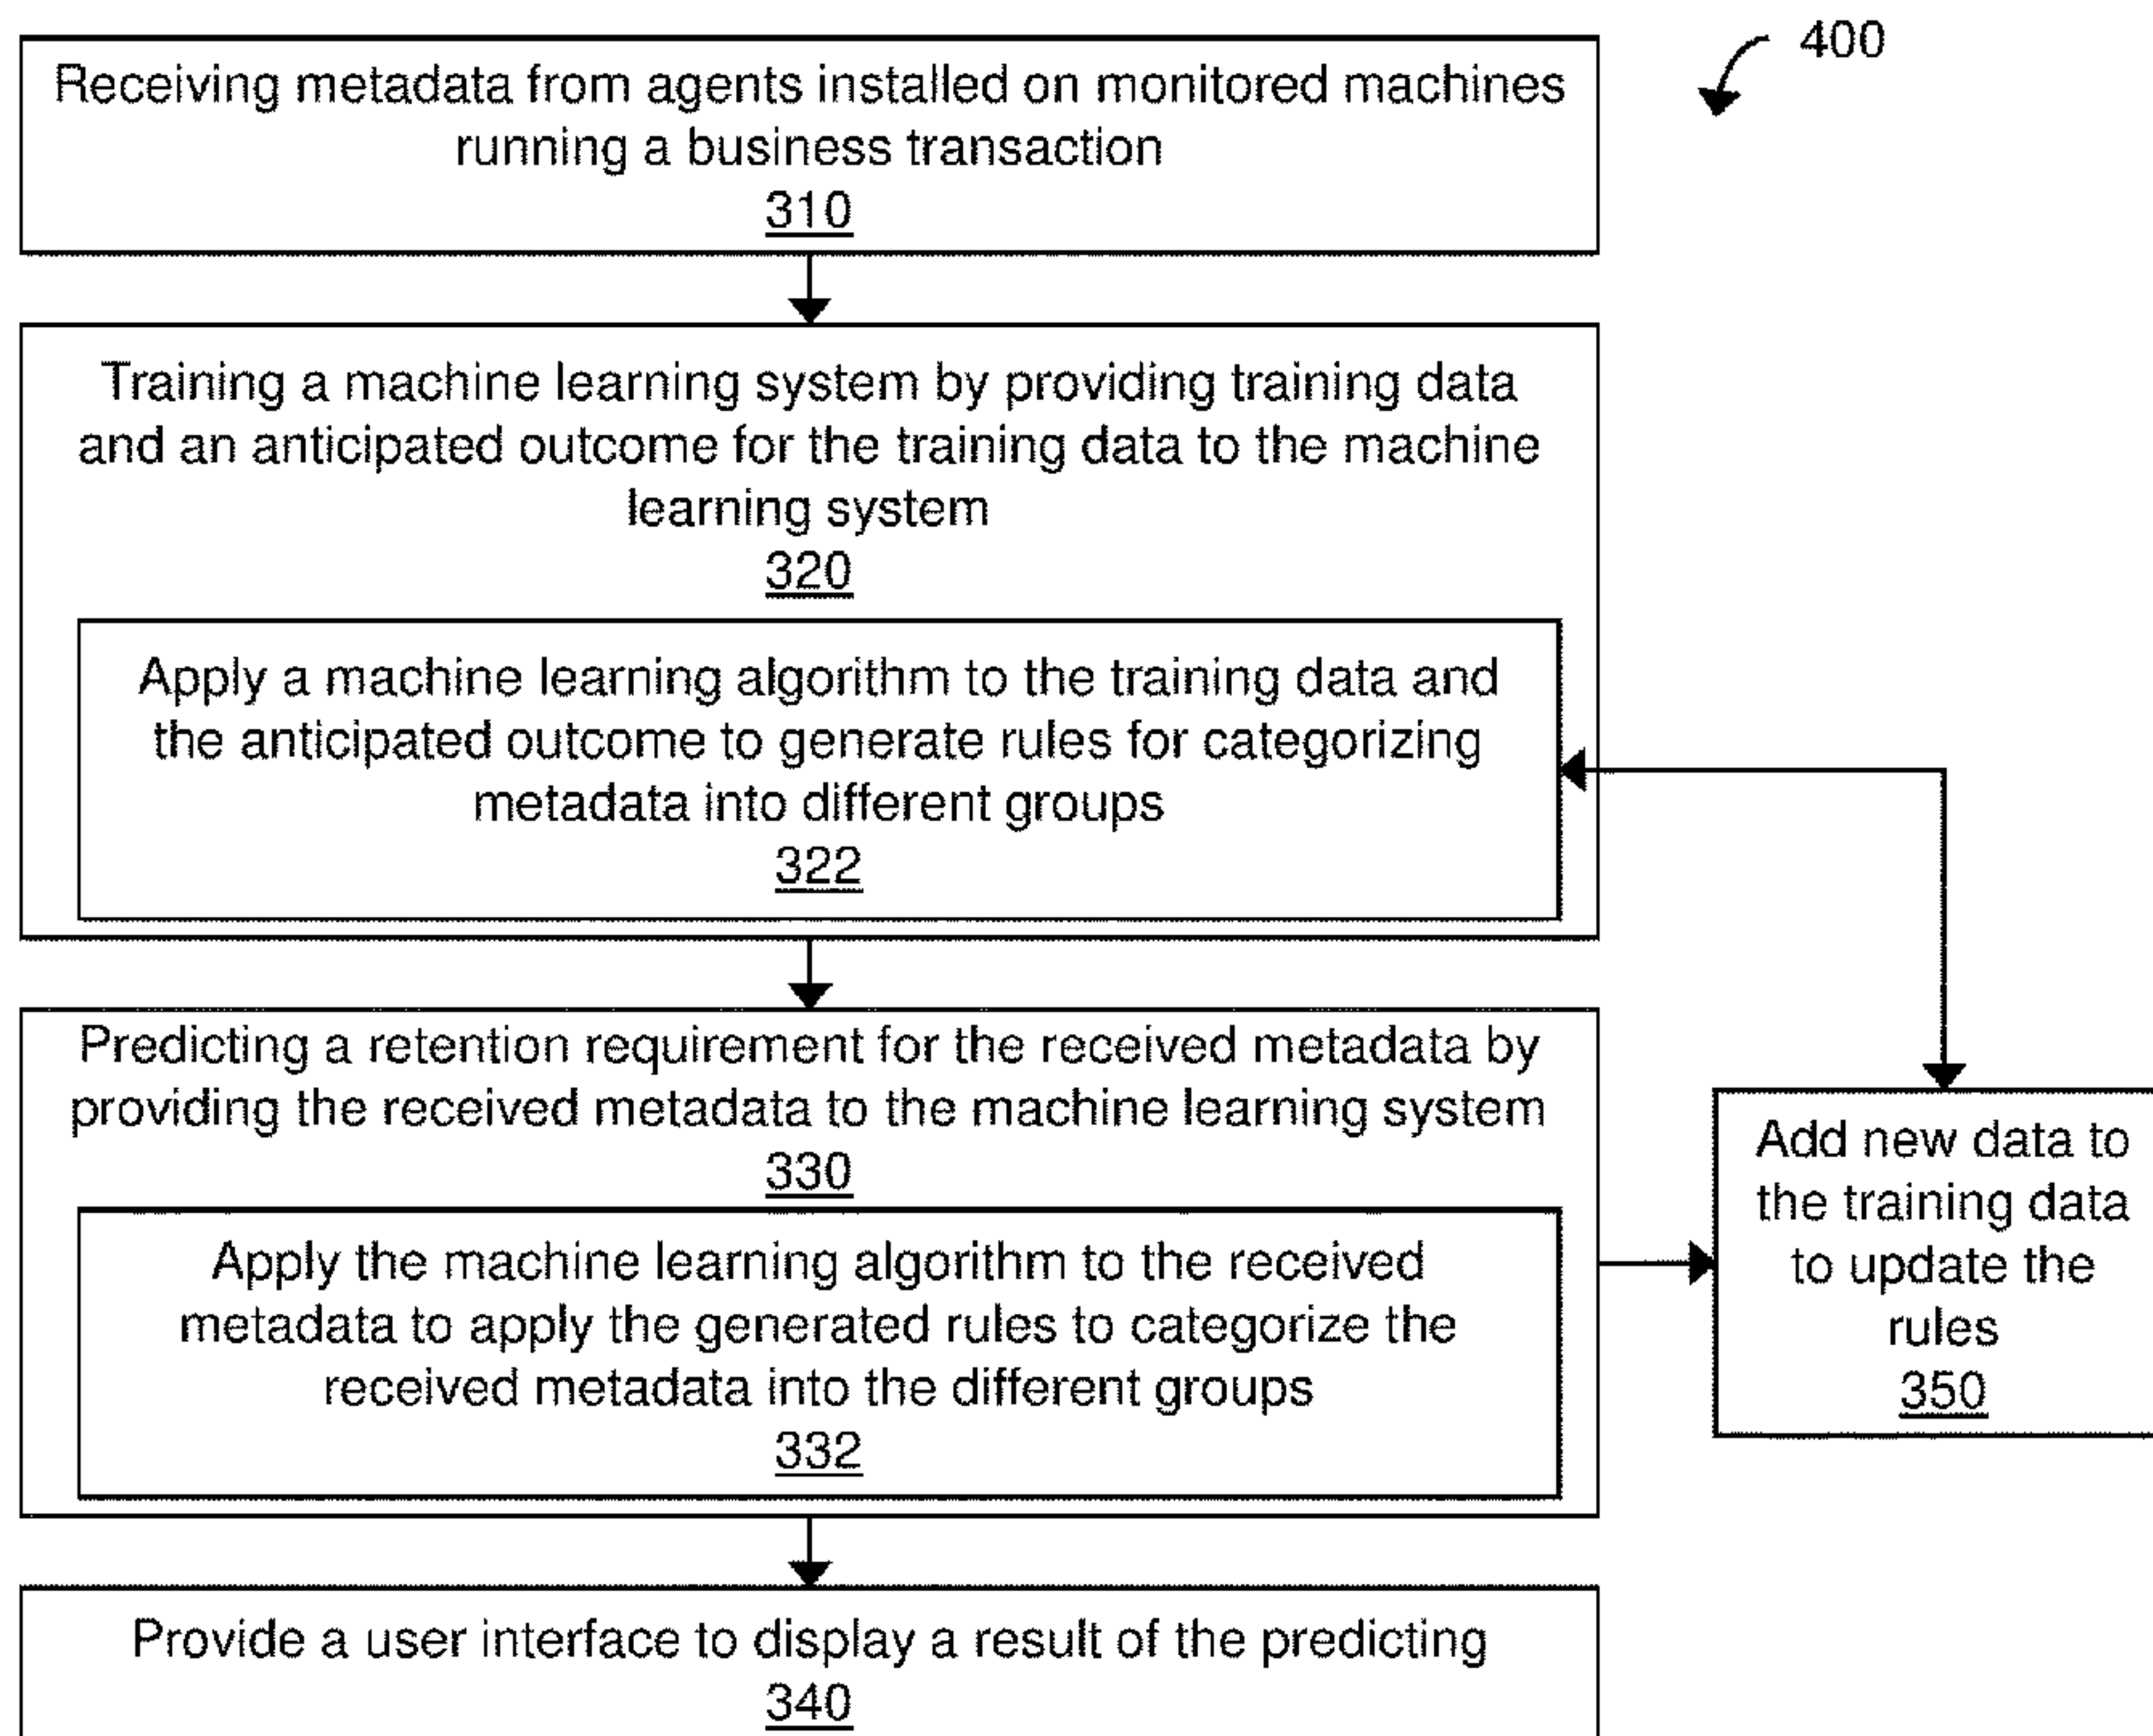 400
Receiving metadata from agents installed on monitored machines
running a business transaction
310
Training a machine learning system by providing training data
and an anticipated outcome for the training data to the machine
learning system
320
Apply a machine learning algorithm to the training data and
the anticipated outcome to generate rules for categorizing
metadata into different groups
322
Predicting a retention requirement for the received metadata by
providing the received metadata to the machine learning system
330
Apply the machine learning algorithm to the received
metadata to apply the generated rules to categorize the
received metadata into the different groups
332
Add new data to
the training data
to update the
rules
350
Provide a user interface to display a result of the predicting
340